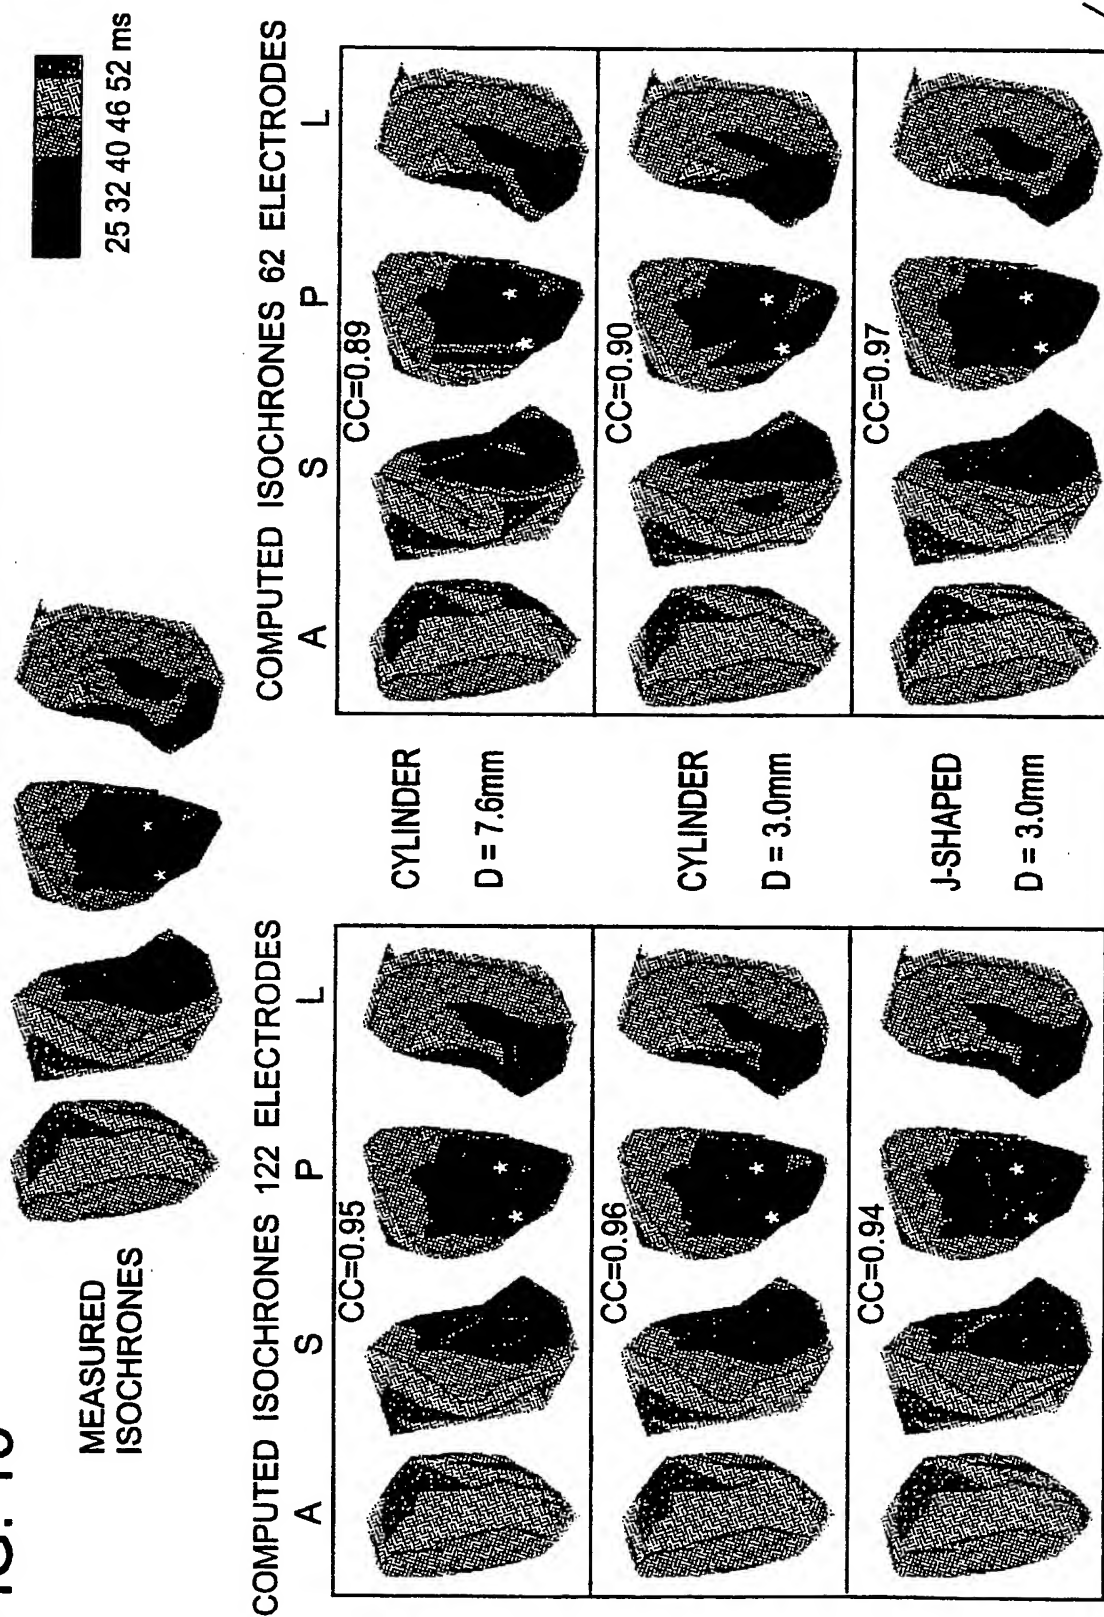 MEASURED
ISOCHRONES
25 32 40 46 52 ms
COMPUTED ISOCHRONES 122 ELECTRODES
A S P L
CC=0.95
CC=0.96
CC=0.94
CYLINDER
D = 7.6mm
CYLINDER
D = 3.0mm
J-SHAPED
D = 3.0mm
COMPUTED ISOCHRONES 62 ELECTRODES
A S P L
CC=0.89
CC=0.90
CC=0.97